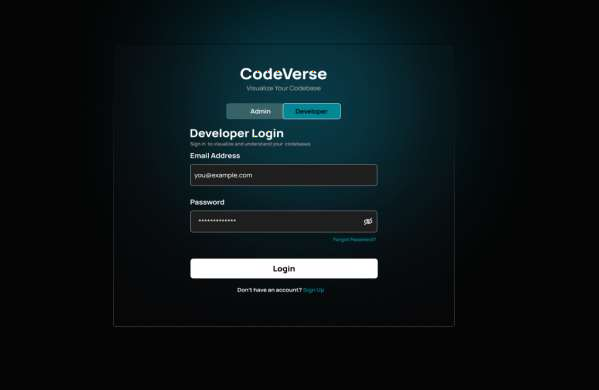 CodeVerse
Visualize Your Codebase
Admin
Developer
Developer Login
Sign in to visualize and understand your codebases
Email Address
you@example.com
Password
*************
Forgot Password?
Login
Don't have an account? Sign Up